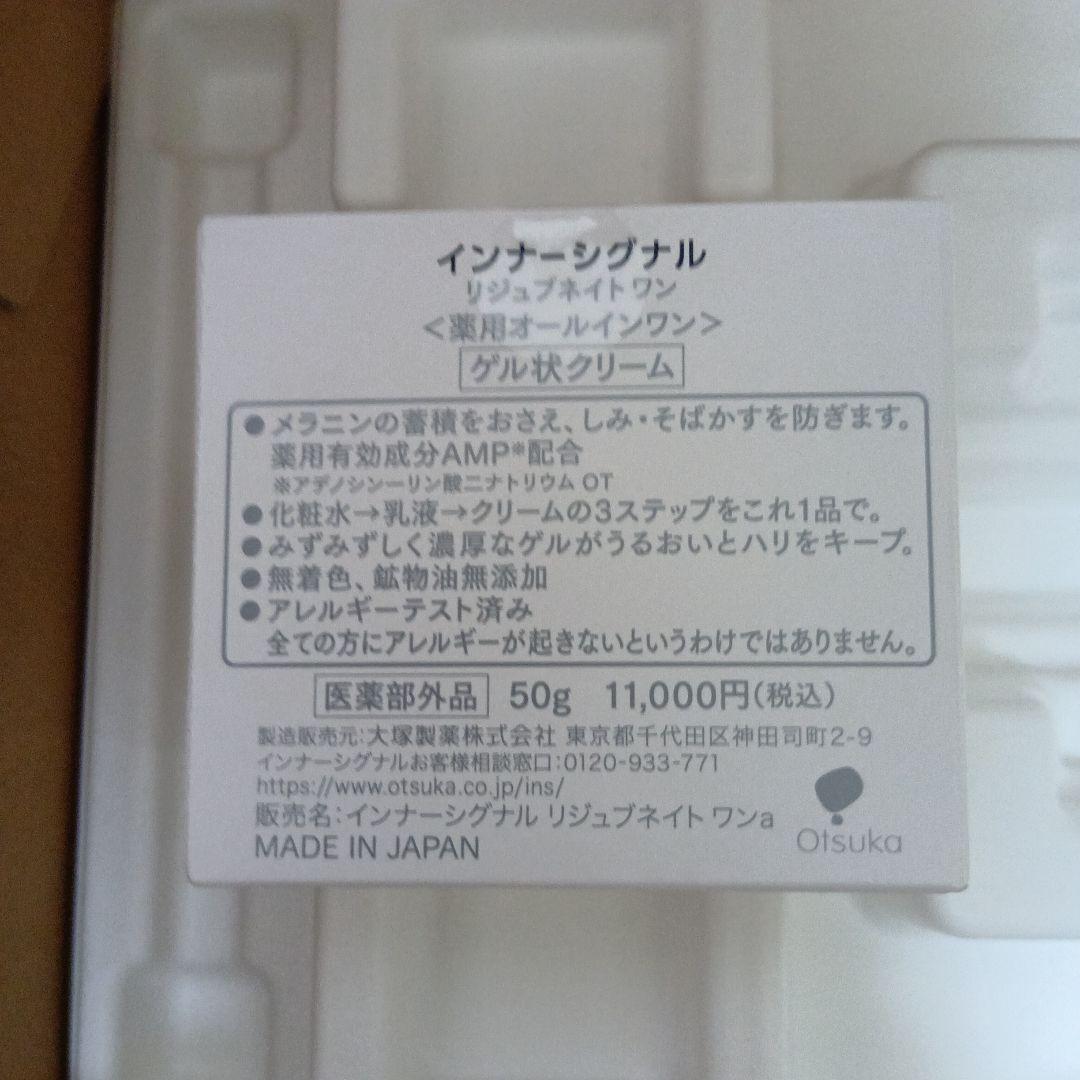 インナーシグナル
リジュブネイト ワン
＜薬用オールインワン＞
ゲル状クリーム
●メラニンの蓄積をおさえ、しみ・そばかすを防ぎます。
薬用有効成分AMP※配合
※アデノシン一リン酸二ナトリウム OT
●化粧水→乳液→クリームの3ステップをこれ1品で。
●みずみずしく濃厚なゲルがうるおいとハリをキープ。
●無着色、鉱物油無添加
●アレルギーテスト済み
全ての方にアレルギーが起きないというわけではありません。
医薬部外品 50g 11,000円(税込)
製造販売元:大塚製薬株式会社 東京都千代田区神田司町2-9
インナーシグナルお客様相談窓口:0120-933-771
https://www.otsuka.co.jp/ins/
販売名:インナーシグナル リジュブネイト ワンa
MADE IN JAPAN
Otsuka